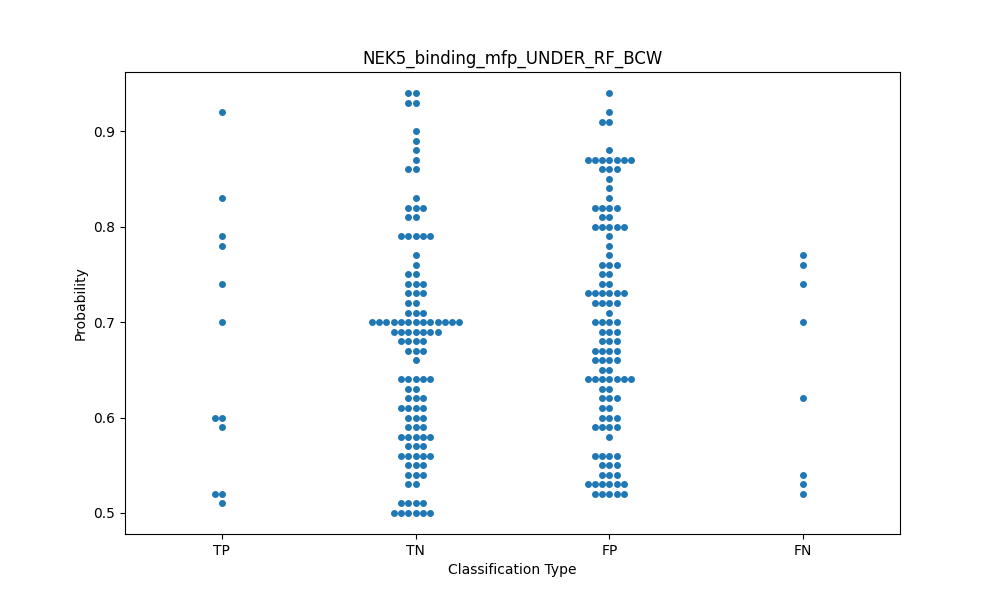 NEK5_binding_mfp_UNDER_RF_BCW
0.9
0.8
0.7
0.6
0.5
Probability
TP TN FP FN
Classification Type